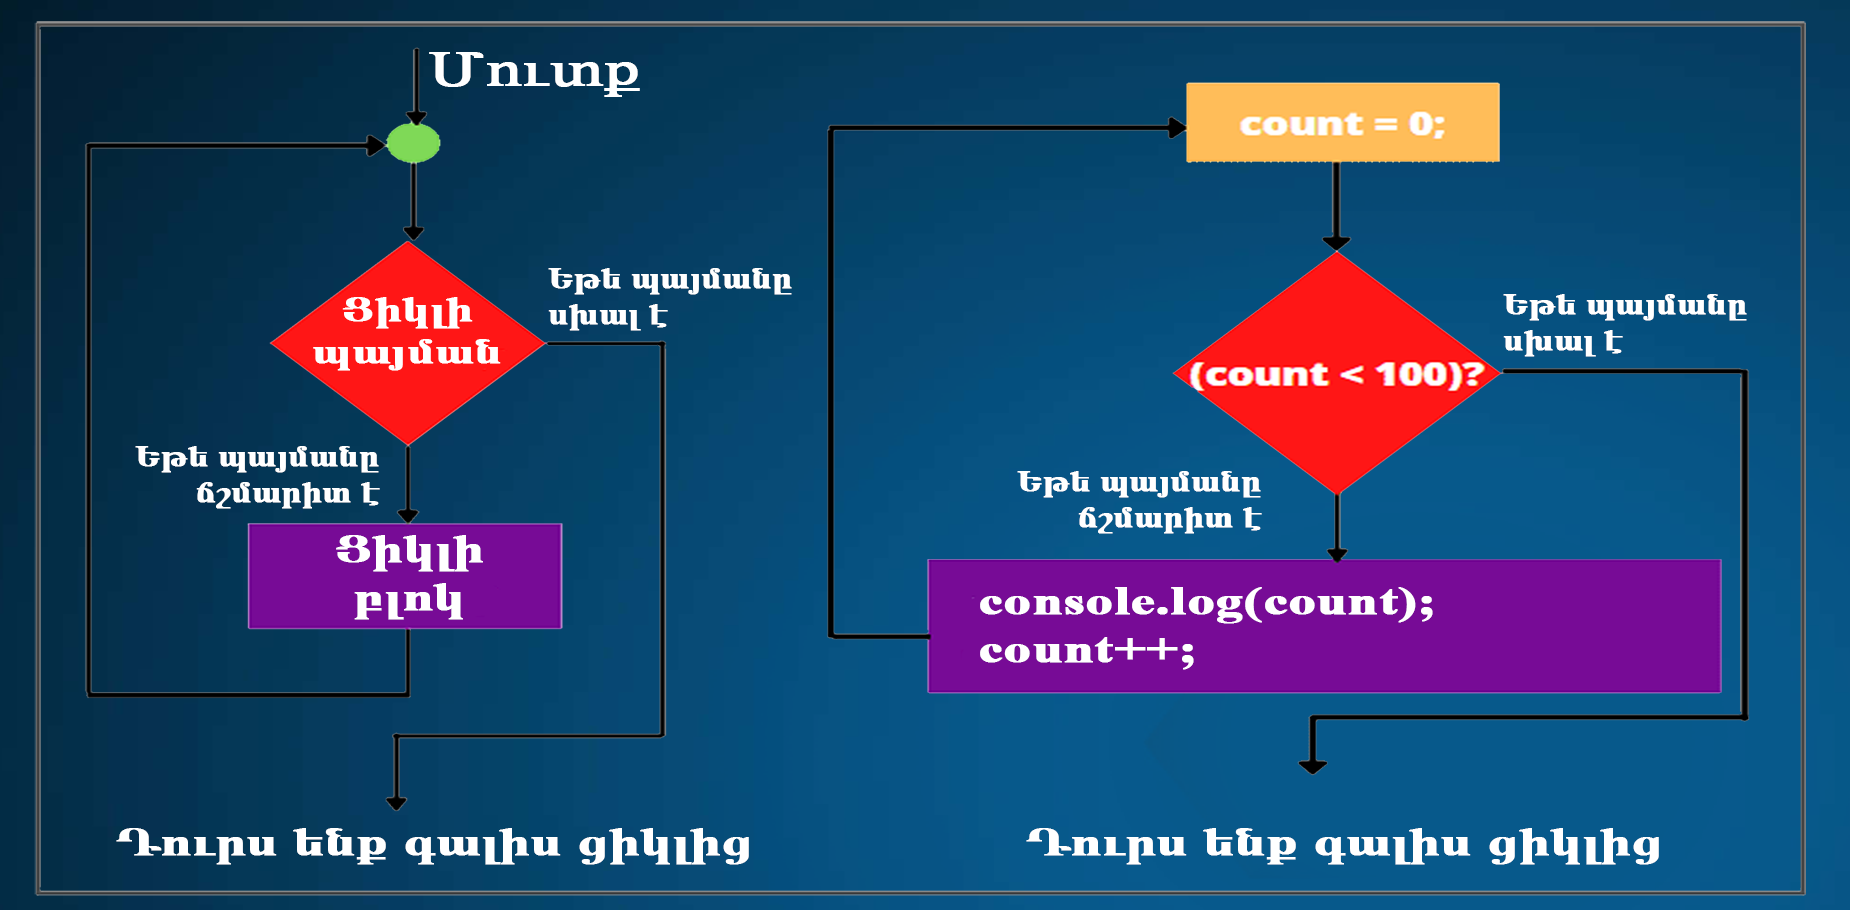 Մուտք
Ցիկլի
պայման
Եթե պայմանը
սխալ է
Եթե պայմանը
ճշմարիտ է
Ցիկլի
բլոկ
Դուրս ենք գալիս ցիկլից
count = 0;
(count < 100)?
Եթե պայմանը
սխալ է
Եթե պայմանը
ճշմարիտ է
console.log(count);
count++;
Դուրս ենք գալիս ցիկլից